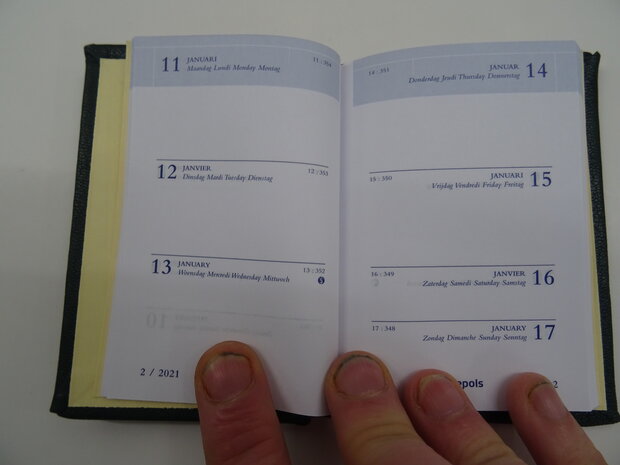 11 JANUARI 11 : 354
Maandag Lundi Monday Montag
12 JANVIER 12 : 353
Dinsdag Mardi Tuesday Dienstag
13 JANUARY 13 : 352
Woensdag Mercredi Wednesday Mittwoch
10
2 / 2021
14 : 351 JANUAR 14
Donderdag Jeudi Thursday Donnerstag
15 : 350 JANUARI 15
Vrijdag Vendredi Friday Freitag
16 : 349 JANVIER 16
Zaterdag Samedi Saturday Samstag
17 : 348 JANUARY 17
Zondag Dimanche Sunday Sonntag
epols 2